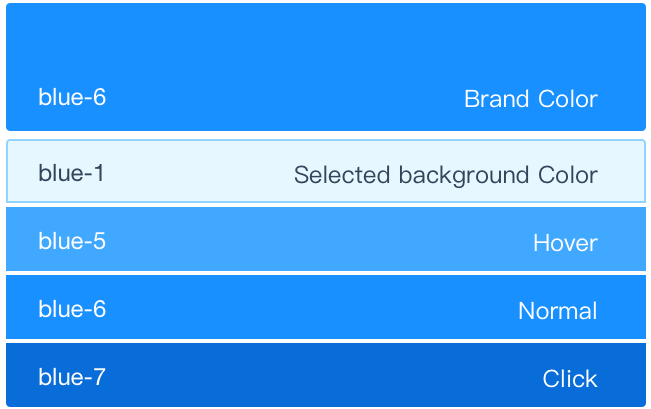 blue-6 Brand Color
blue-1 Selected background Color
blue-5 Hover
blue-6 Normal
blue-7 Click